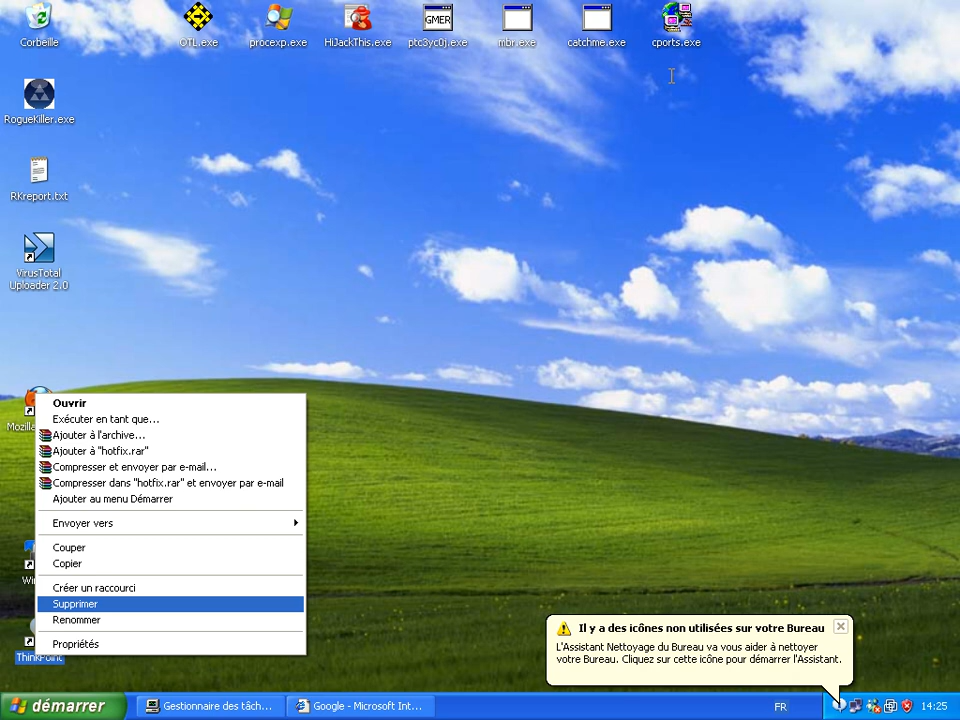 Corbeille
OTL.exe
procexp.exe
HiJackThis.exe
GMER
ptc3yc0j.exe
mbr.exe
catchme.exe
cports.exe
RogueKiller.exe
RKreport.txt
VirusTotal
Uploader 2.0
Mozilla
Ouvrir
Exécuter en tant que...
Ajouter à l'archive...
Ajouter à "hotfix.rar"
Compresser et envoyer par e-mail...
Compresser dans "hotfix.rar" et envoyer par e-mail
Ajouter au menu Démarrer
Envoyer vers
Couper
Copier
Créer un raccourci
Supprimer
Renommer
Propriétés
Win
ThinkPoint
Il y a des icônes non utilisées sur votre Bureau
L'Assistant Nettoyage du Bureau va vous aider à nettoyer
votre Bureau. Cliquez sur cette icône pour démarrer l'Assistant.
démarrer
Gestionnaire des tâch...
Google - Microsoft Int...
FR
14:25